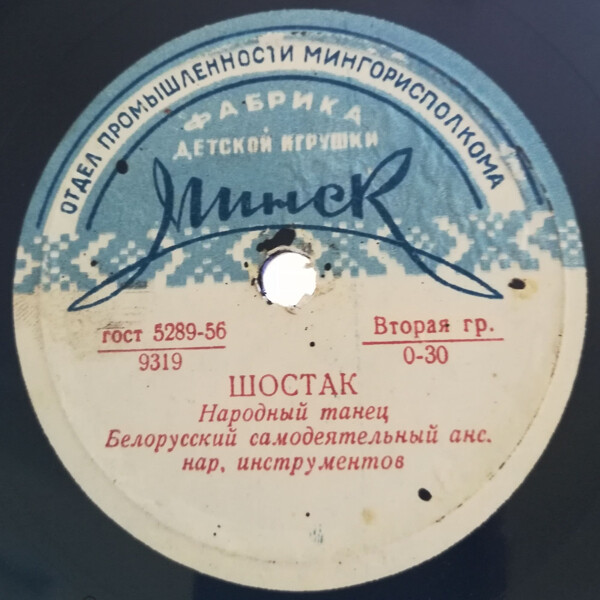 ОТДЕЛ ПРОМЫШЛЕННОСТИ МИНГОРИСПОЛКОМА
ФАБРИКА
ДЕТСКОЙ ИГРУШКИ
Минск
гост 5289-56
9319
Вторая гр.
0-30
ШОСТАК
Народный танец
Белорусский самодеятельный анс.
нар, инструментов